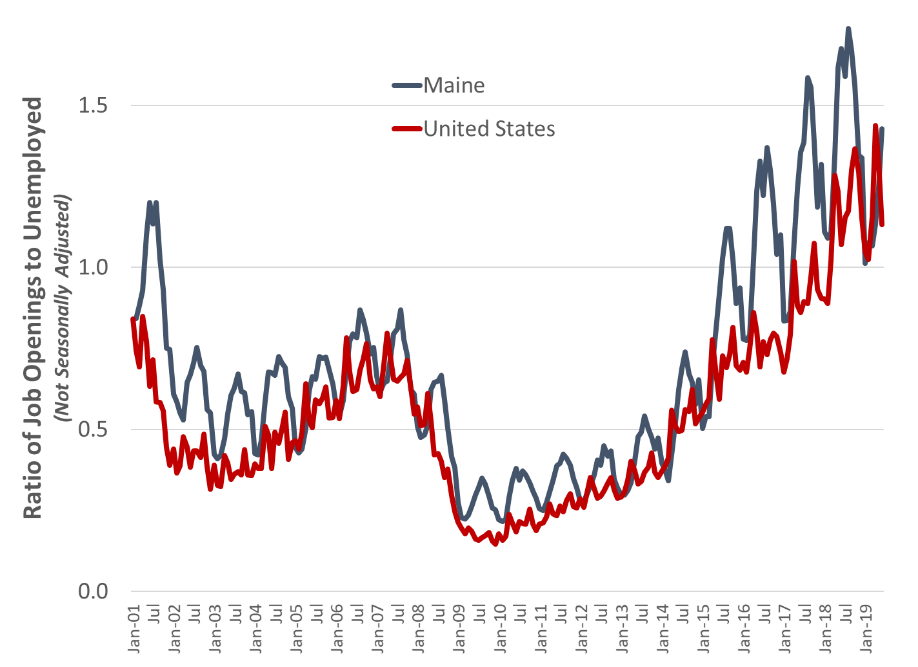 Ratio of Job Openings to Unemployed
(Not Seasonally Adjusted)
Maine
United States
1.5
1.0
0.5
0.0
Jan-01
Jul
Jan-02
Jul
Jan-03
Jul
Jan-04
Jul
Jan-05
Jul
Jan-06
Jul
Jan-07
Jul
Jan-08
Jul
Jan-09
Jul
Jan-10
Jul
Jan-11
Jul
Jan-12
Jul
Jan-13
Jul
Jan-14
Jul
Jan-15
Jul
Jan-16
Jul
Jan-17
Jul
Jan-18
Jul
Jan-19